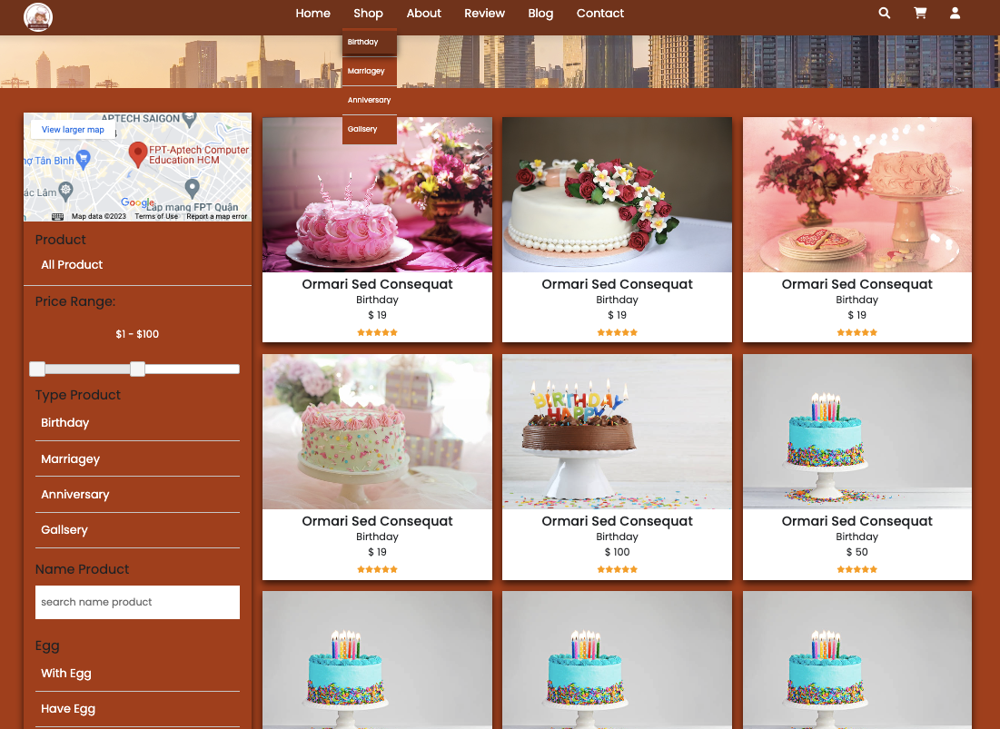 Home Shop About Review Blog Contact
Birthday
Marriagey
Anniversary
Gallsery
APTECH SAIGON
View larger map
FPT-Aptech Computer
Education HCM
ợ Tân Bình
ác Lâm
Google
Lập mạng FPT Quận
Map data ©2023 Terms of Use Report a map error
Product
All Product
Price Range:
$1 - $100
Type Product
Birthday
Marriagey
Anniversary
Gallsery
Name Product
search name product
Egg
With Egg
Have Egg
Ormari Sed Consequat
Birthday
$ 19
Ormari Sed Consequat
Birthday
$ 19
Ormari Sed Consequat
Birthday
$ 19
Ormari Sed Consequat
Birthday
$ 19
BIRTHDAY
HAPPY
Ormari Sed Consequat
Birthday
$ 100
Ormari Sed Consequat
Birthday
$ 50